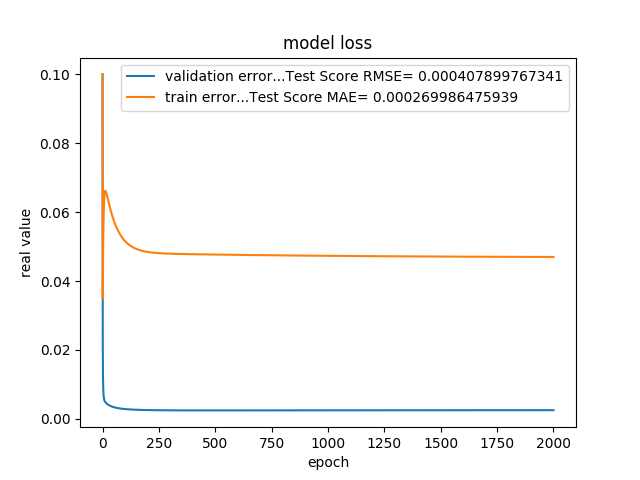 model loss
validation error...Test Score RMSE= 0.000407899767341
train error...Test Score MAE= 0.000269986475939
0.10
0.08
0.06
0.04
0.02
0.00
real value
0 250 500 750 1000 1250 1500 1750 2000
epoch